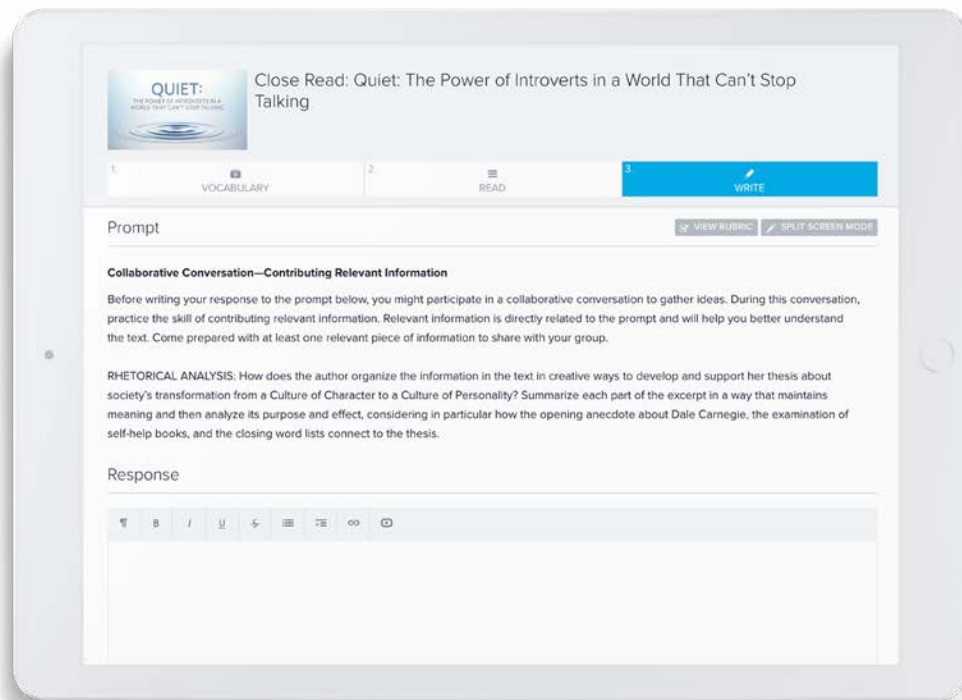 QUIET:
THE POWER OF INTROVERTS IN A
WORLD THAT CAN'T STOP TALKING
Close Read: Quiet: The Power of Introverts in a World That Can't Stop
Talking
1.
VOCABULARY
2.
READ
3.
WRITE
Prompt
VIEW RUBRIC
SPLIT SCREEN MODE
Collaborative Conversation—Contributing Relevant Information
Before writing your response to the prompt below, you might participate in a collaborative conversation to gather ideas. During this conversation,
practice the skill of contributing relevant information. Relevant information is directly related to the prompt and will help you better understand
the text. Come prepared with at least one relevant piece of information to share with your group.
RHETORICAL ANALYSIS: How does the author organize the information in the text in creative ways to develop and support her thesis about
society's transformation from a Culture of Character to a Culture of Personality? Summarize each part of the excerpt in a way that maintains
meaning and then analyze its purpose and effect, considering in particular how the opening anecdote about Dale Carnegie, the examination of
self-help books, and the closing word lists connect to the thesis.
Response
¶ B I U S